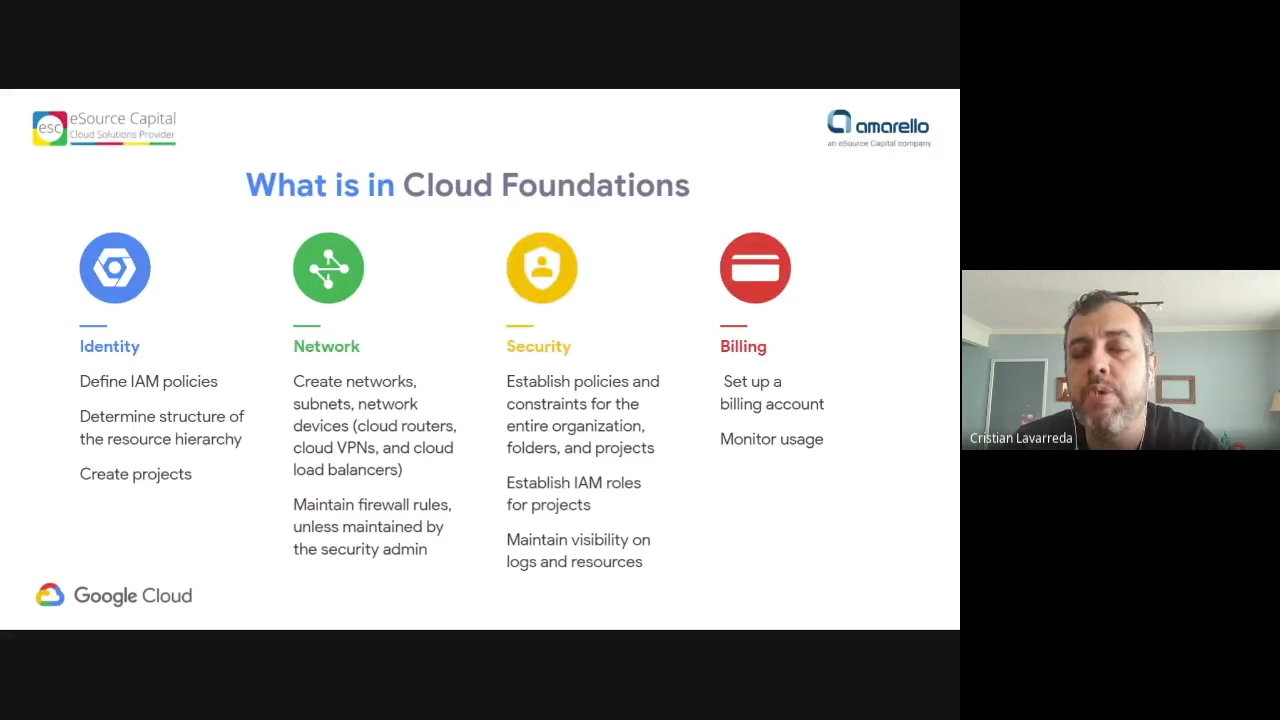 esc
eSource Capital
Cloud Solutions Provider
amarello
an eSource Capital company
What is in Cloud Foundations
Identity
Define IAM policies
Determine structure of
the resource hierarchy
Create projects
Network
Create networks,
subnets, network
devices (cloud routers,
cloud VPNs, and cloud
load balancers)
Maintain firewall rules,
unless maintained by
the security admin
Security
Establish policies and
constraints for the
entire organization,
folders, and projects
Establish IAM roles
for projects
Maintain visibility on
logs and resources
Billing
Set up a
billing account
Monitor usage
Google Cloud
Cristian Lavarreda